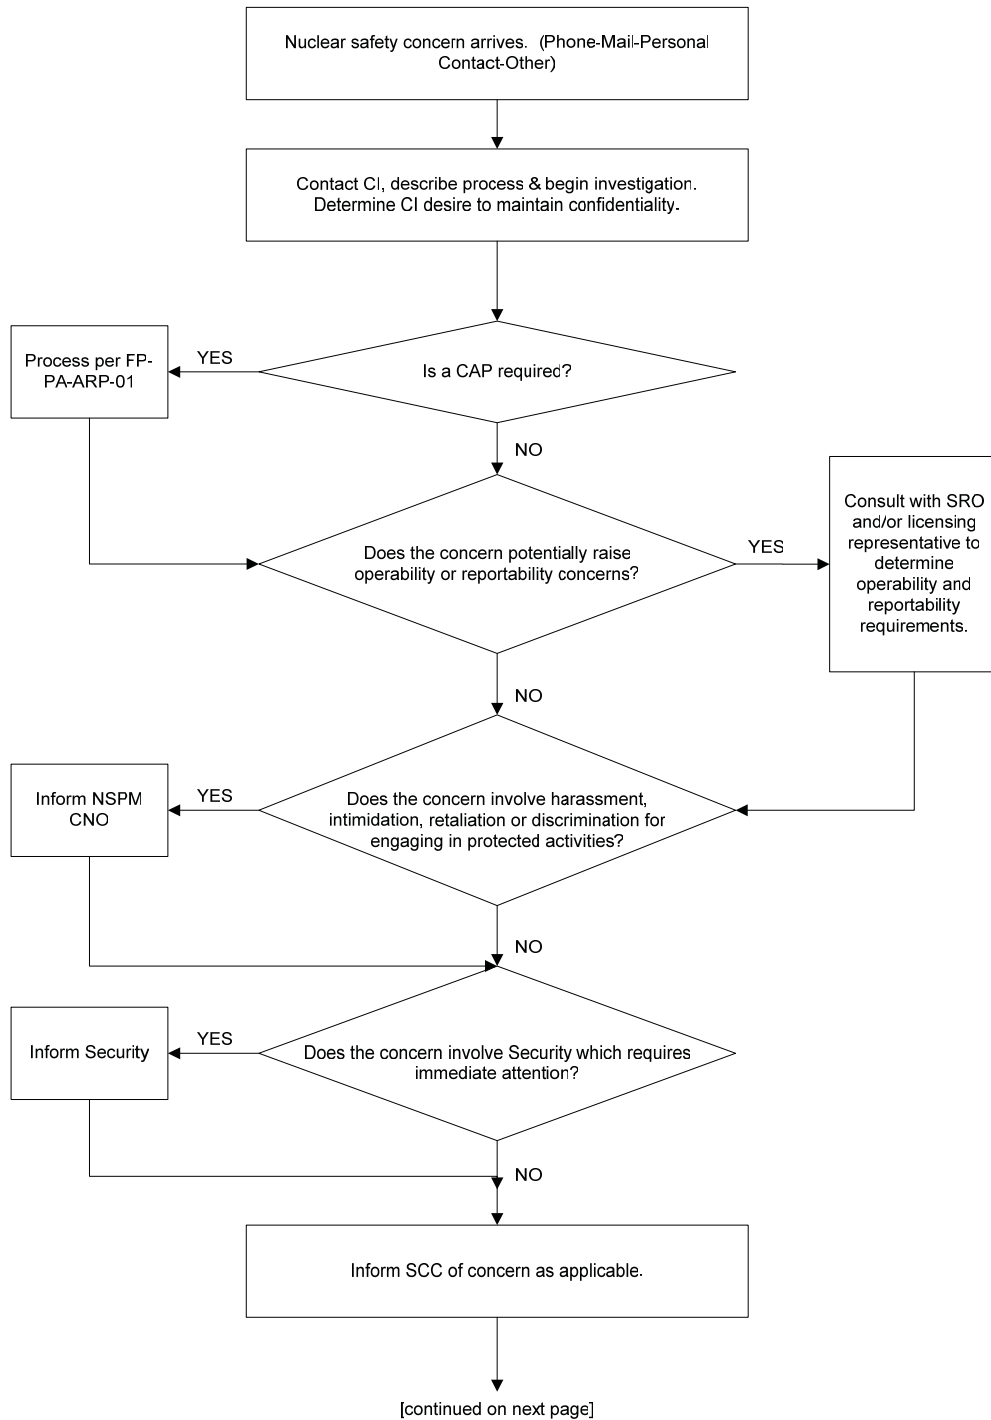 Nuclear safety concern arrives.  (Phone-Mail-Personal
Contact-Other)
Contact CI, describe process & begin investigation.
Determine CI desire to maintain confidentiality.
Is a CAP required?
YES
Process per FP-
PA-ARP-01
NO
Does the concern potentially raise
operability or reportability concerns?
YES
Consult with SRO
and/or licensing
representative to
determine
operability and
reportability
requirements.
NO
Does the concern involve harassment,
intimidation, retaliation or discrimination for
engaging in protected activities?
YES
Inform NSPM
CNO
NO
Does the concern involve Security which requires
immediate attention?
YES
Inform Security
NO
Inform SCC of concern as applicable.
[continued on next page]